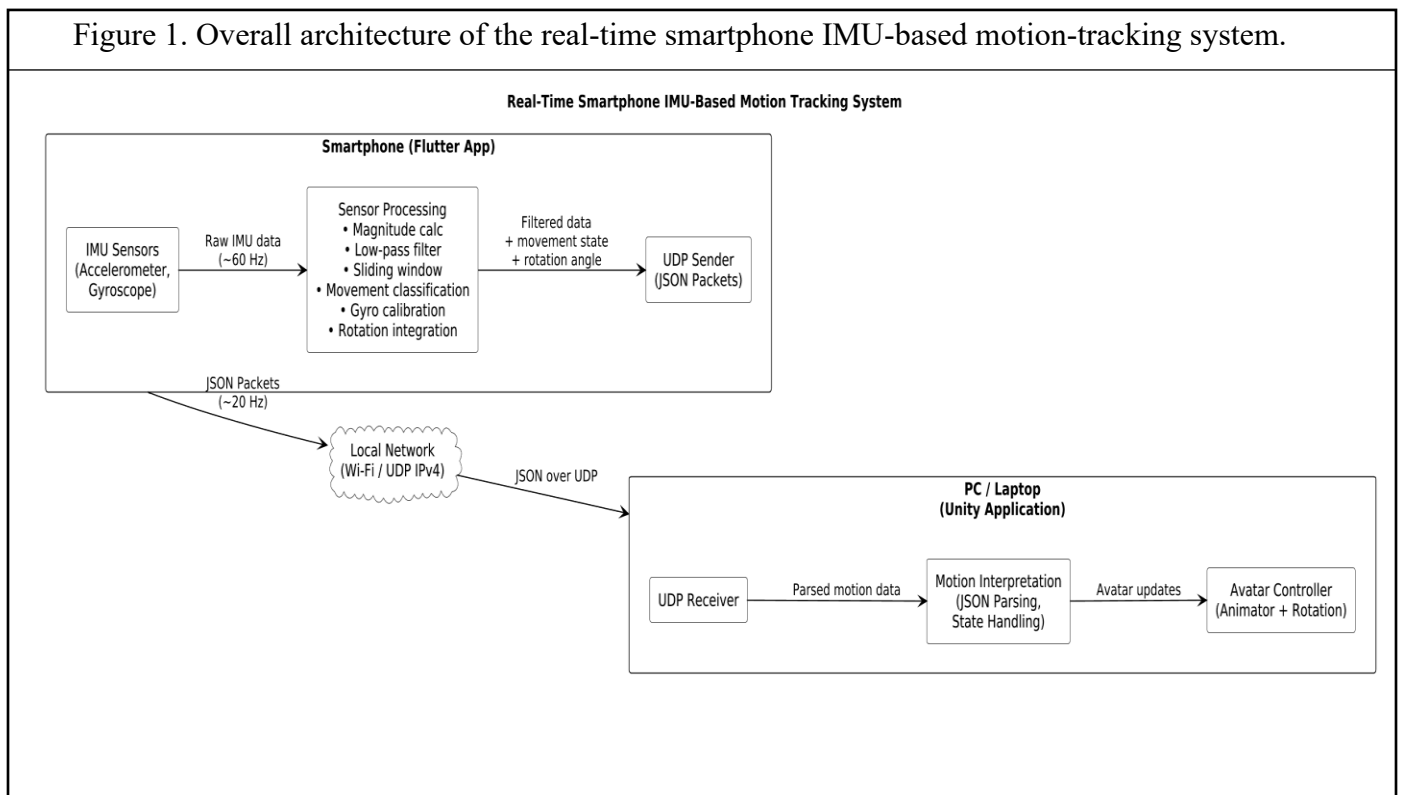 Figure 1. Overall architecture of the real-time smartphone IMU-based motion-tracking system.
Real-Time Smartphone IMU-Based Motion Tracking System
Smartphone (Flutter App)
IMU Sensors
(Accelerometer,
Gyroscope)
Raw IMU data
(~60 Hz)
Sensor Processing
• Magnitude calc
• Low-pass filter
• Sliding window
• Movement classification
• Gyro calibration
• Rotation integration
Filtered data
+ movement state
+ rotation angle
UDP Sender
(JSON Packets)
JSON Packets
(~20 Hz)
Local Network
(Wi-Fi / UDP IPv4)
JSON over UDP
PC / Laptop
(Unity Application)
UDP Receiver
Parsed motion data
Motion Interpretation
(JSON Parsing,
State Handling)
Avatar updates
Avatar Controller
(Animator + Rotation)